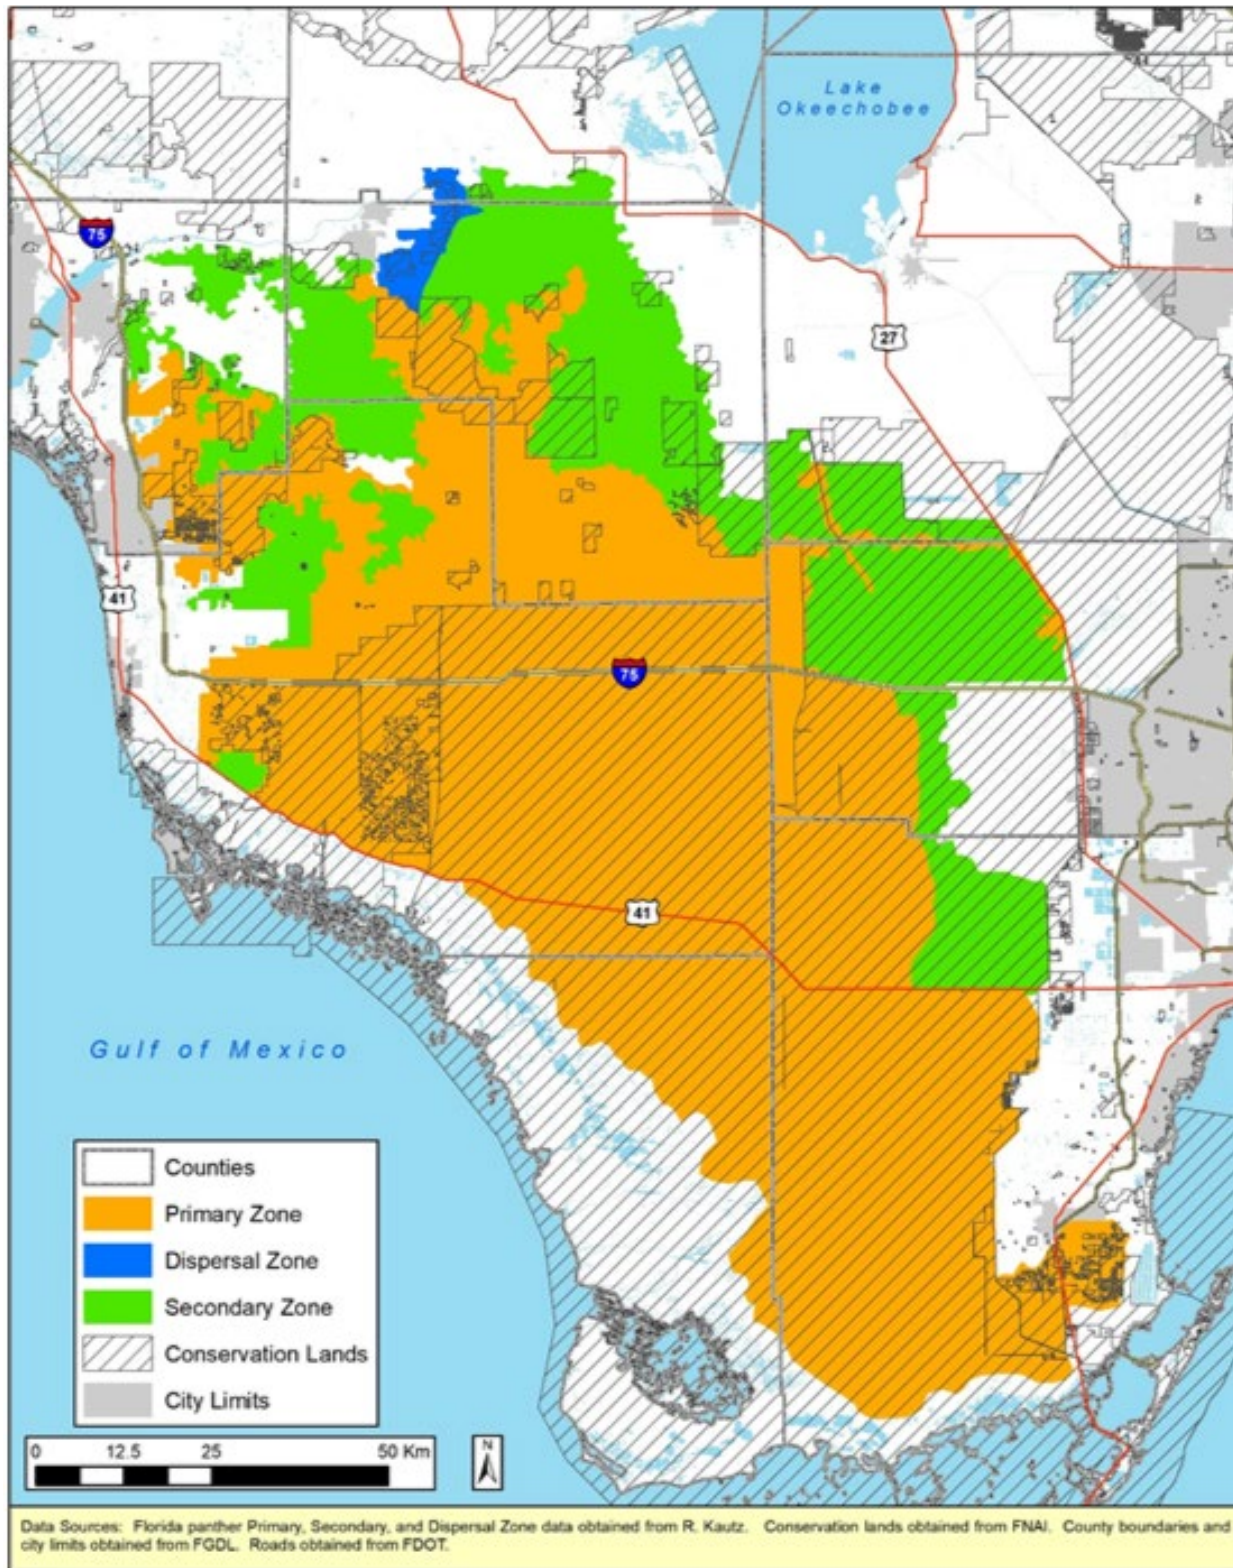 Lake
Okeechobee
75
27
41
75
41
Gulf of Mexico
Counties
Primary Zone
Dispersal Zone
Secondary Zone
Conservation Lands
City Limits
0 12.5 25 50 Km
N
Data Sources: Florida panther Primary, Secondary, and Dispersal Zone data obtained from R. Kautz. Conservation lands obtained from FNAI. County boundaries and
city limits obtained from FGDL. Roads obtained from FDOT.